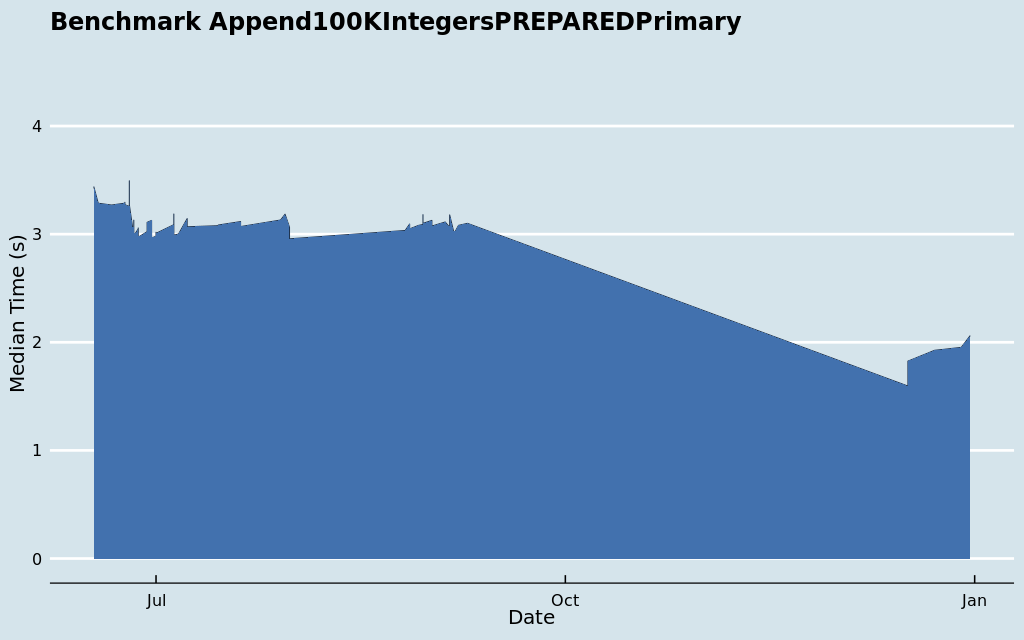 Benchmark Append100KIntegersPREPAREDPrimary
Median Time (s)
4
3
2
1
0
Jul
Oct
Jan
Date